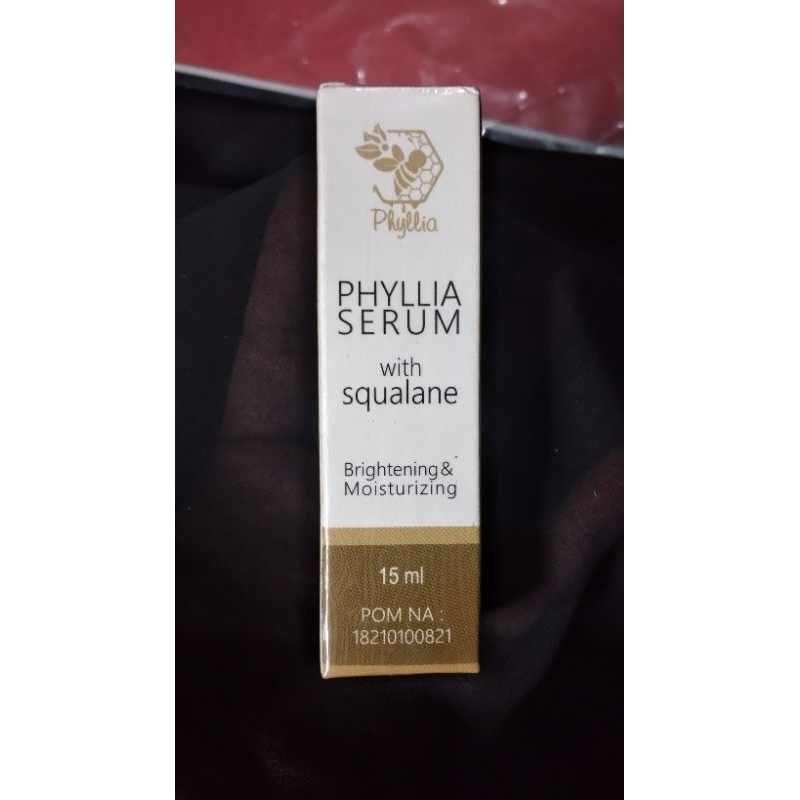 Phyllia
PHYLLIA
SERUM
with
squalane
Brightening &
Moisturizing
15 ml
POM NA :
18210100821